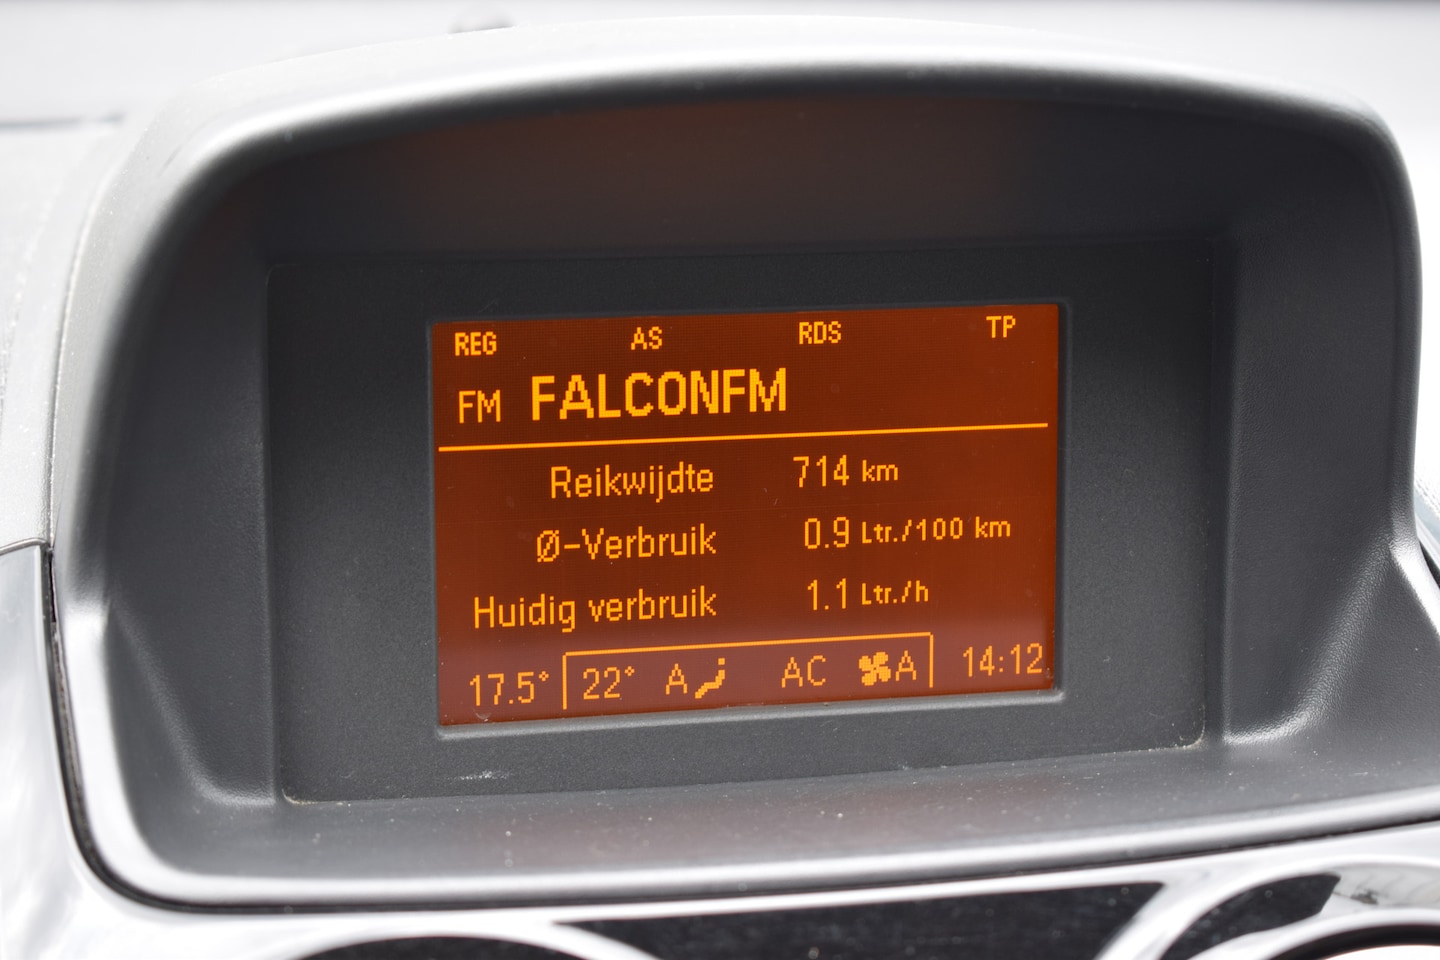 REG AS RDS TP
FM FALCONFM
Reikwijdte 714 km
Ø-Verbruik 0.9 Ltr./100 km
Huidig verbruik 1.1 Ltr./h
17.5° 22° A AC A 14:12